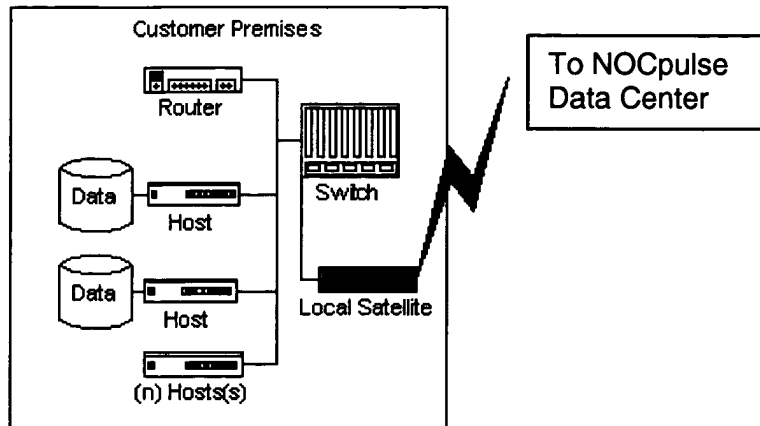 Customer Premises
To NOCpulse
Data Center
Router
Switch
Data
Host
Data
Host
Local Satellite
(n) Hosts(s)